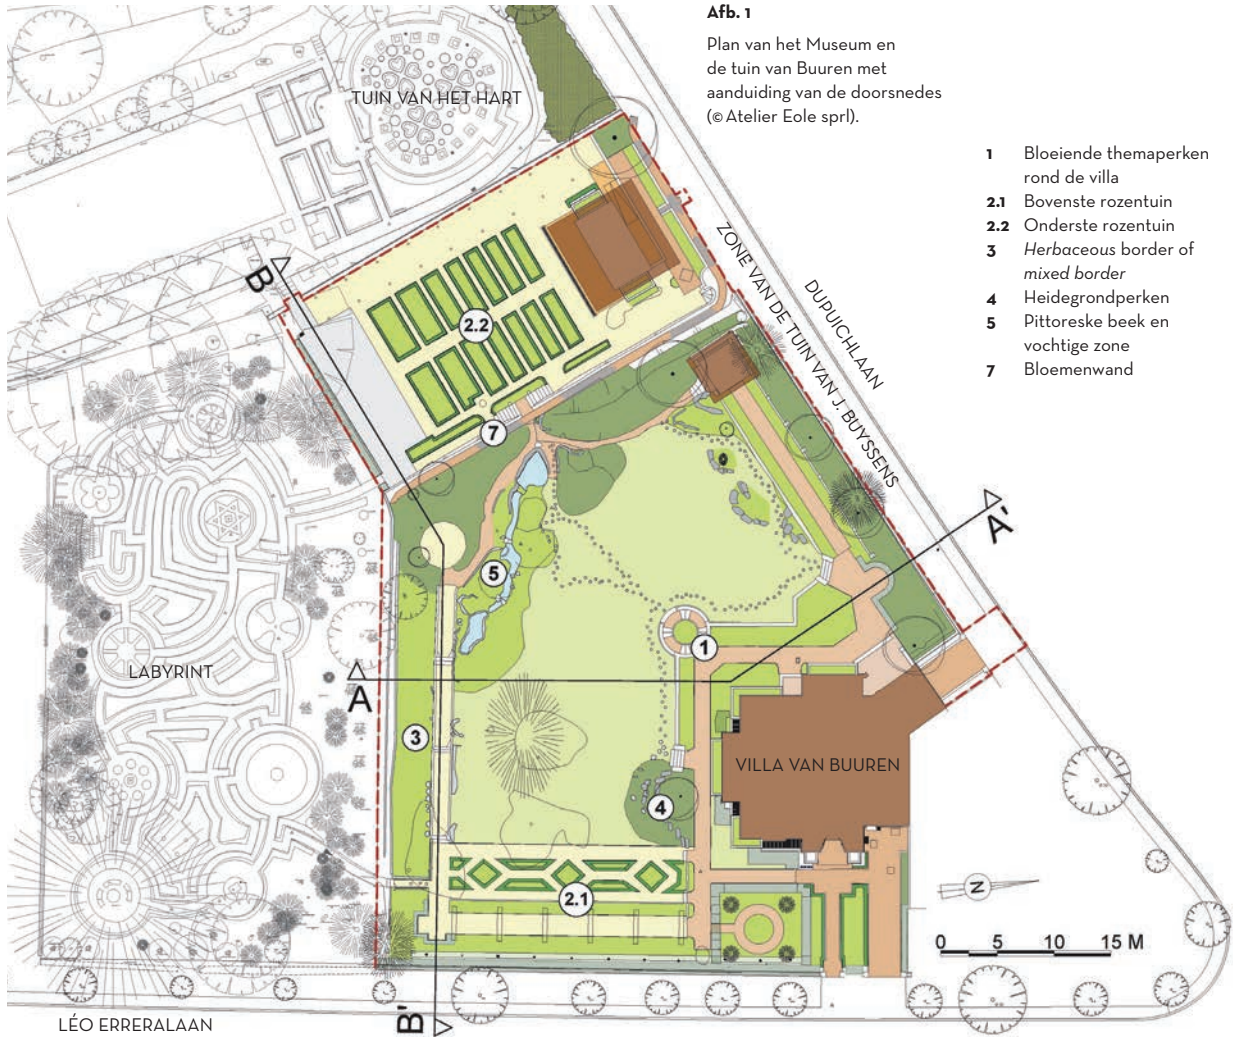 Afb. 1
Plan van het Museum en
de tuin van Buuren met
aanduiding van de doorsnedes
(© Atelier Eole sprl).
1 Bloeiende themaperken
rond de villa
2.1 Bovenste rozentuin
2.2 Onderste rozentuin
3 Herbaceous border of
mixed border
4 Heidegrondperken
5 Pittoreske beek en
vochtige zone
7 Bloemenwand
TUIN VAN HET HART
ZONE VAN DE TUIN VAN J. BUYSSENS
DUPUICHLAAN
B
2.2
7
A'
5
1
LABYRINT
A
3
VILLA VAN BUUREN
4
2.1
N
0 5 10 15 M
B'
LÉO ERRERALAAN